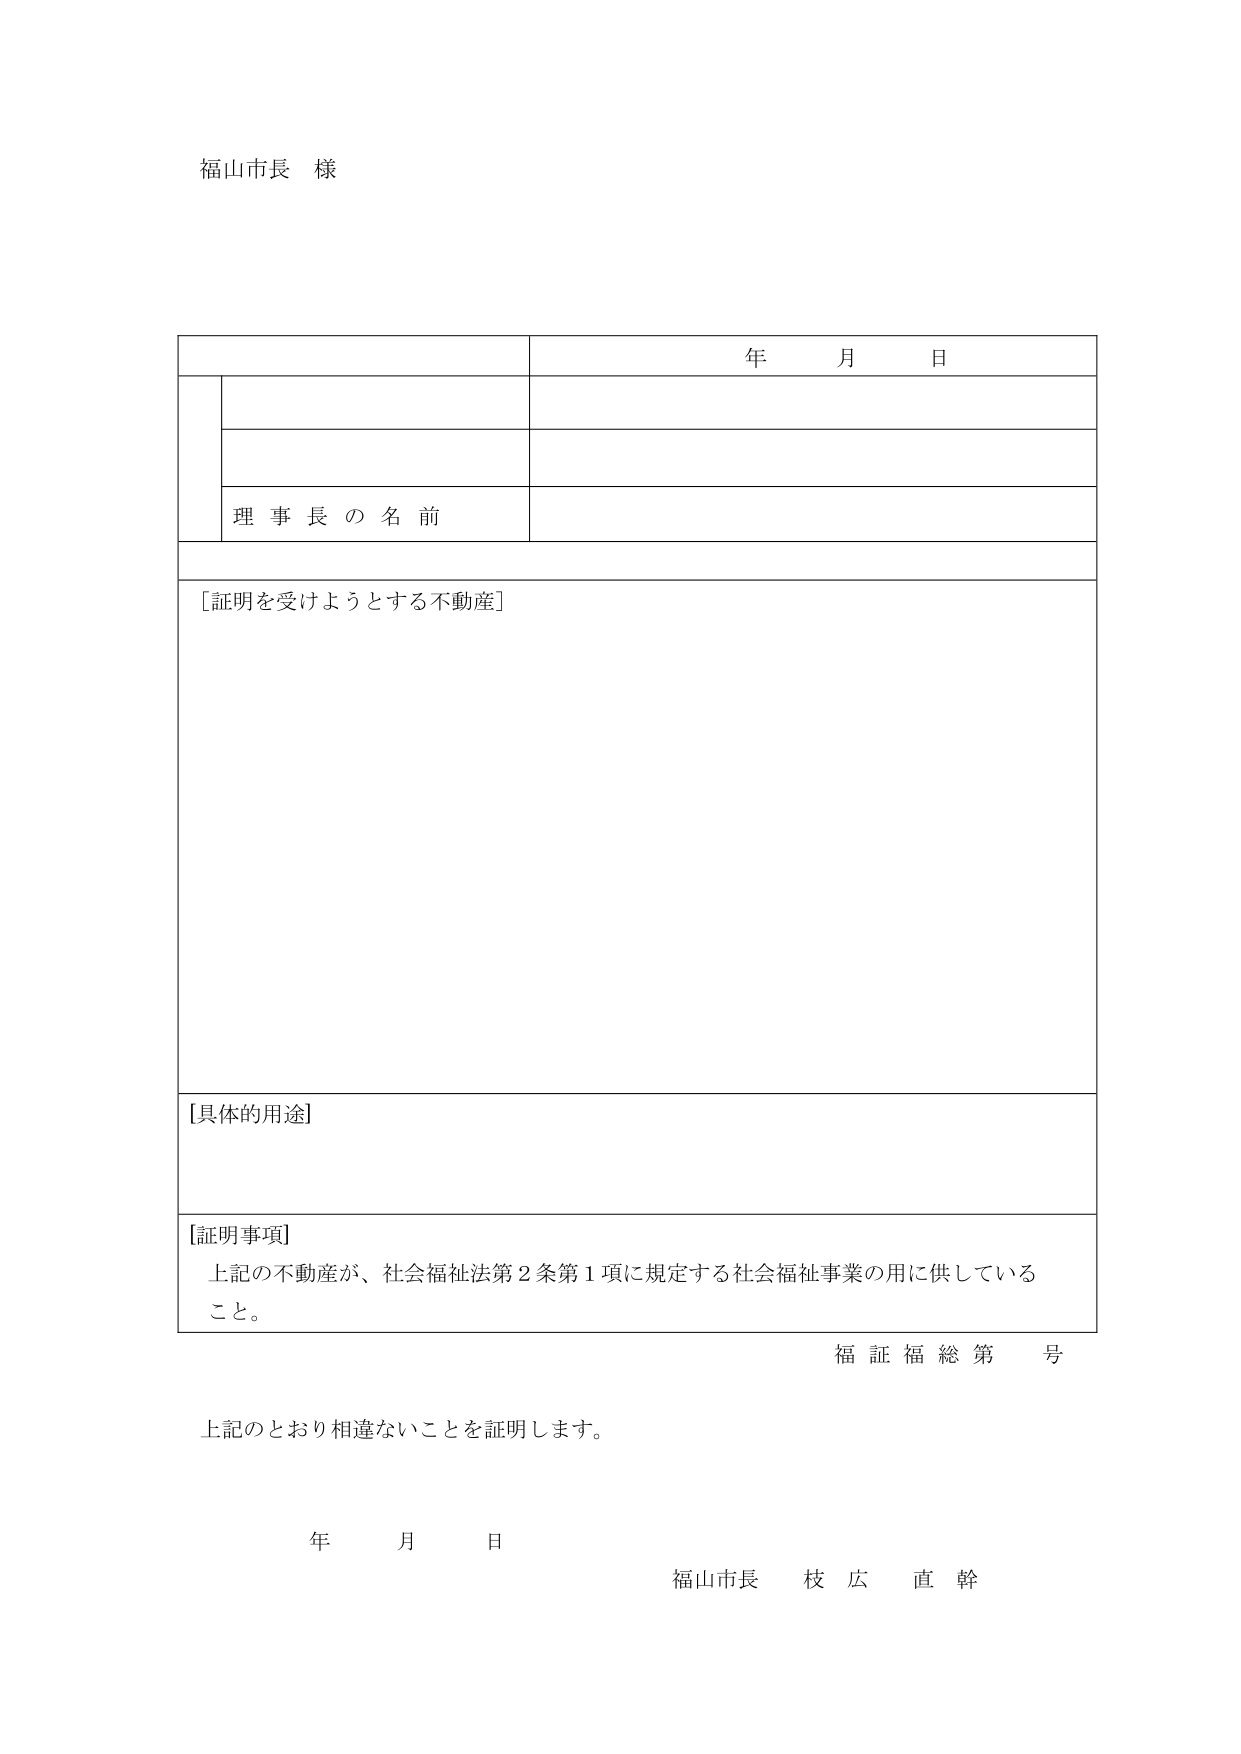 福山市長　様
年　　　月　　　日
理 事 長 の 名 前
［証明を受けようとする不動産］
[具体的用途]
[証明事項]
上記の不動産が、社会福祉法第２条第１項に規定する社会福祉事業の用に供している
こと。
福 証 福 総 第　　号
上記のとおり相違ないことを証明します。
年　　　月　　　日
福山市長　　枝　広　　直　幹